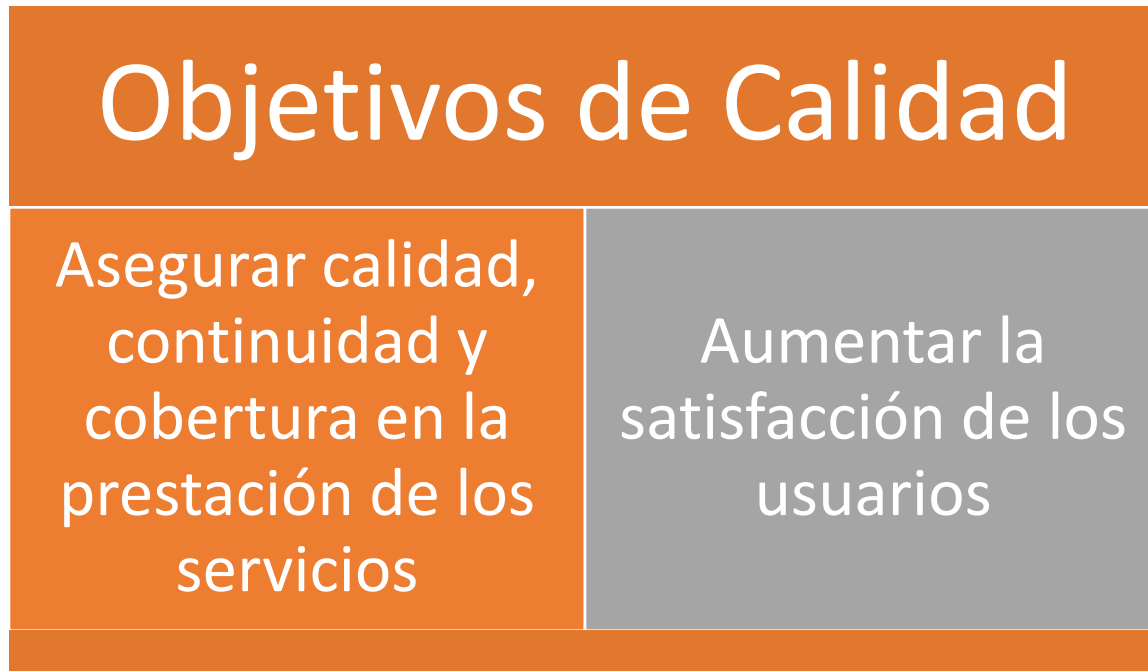 Objetivos de Calidad
Asegurar calidad,
continuidad y
cobertura en la
prestación de los
servicios
Aumentar la
satisfacción de los
usuarios